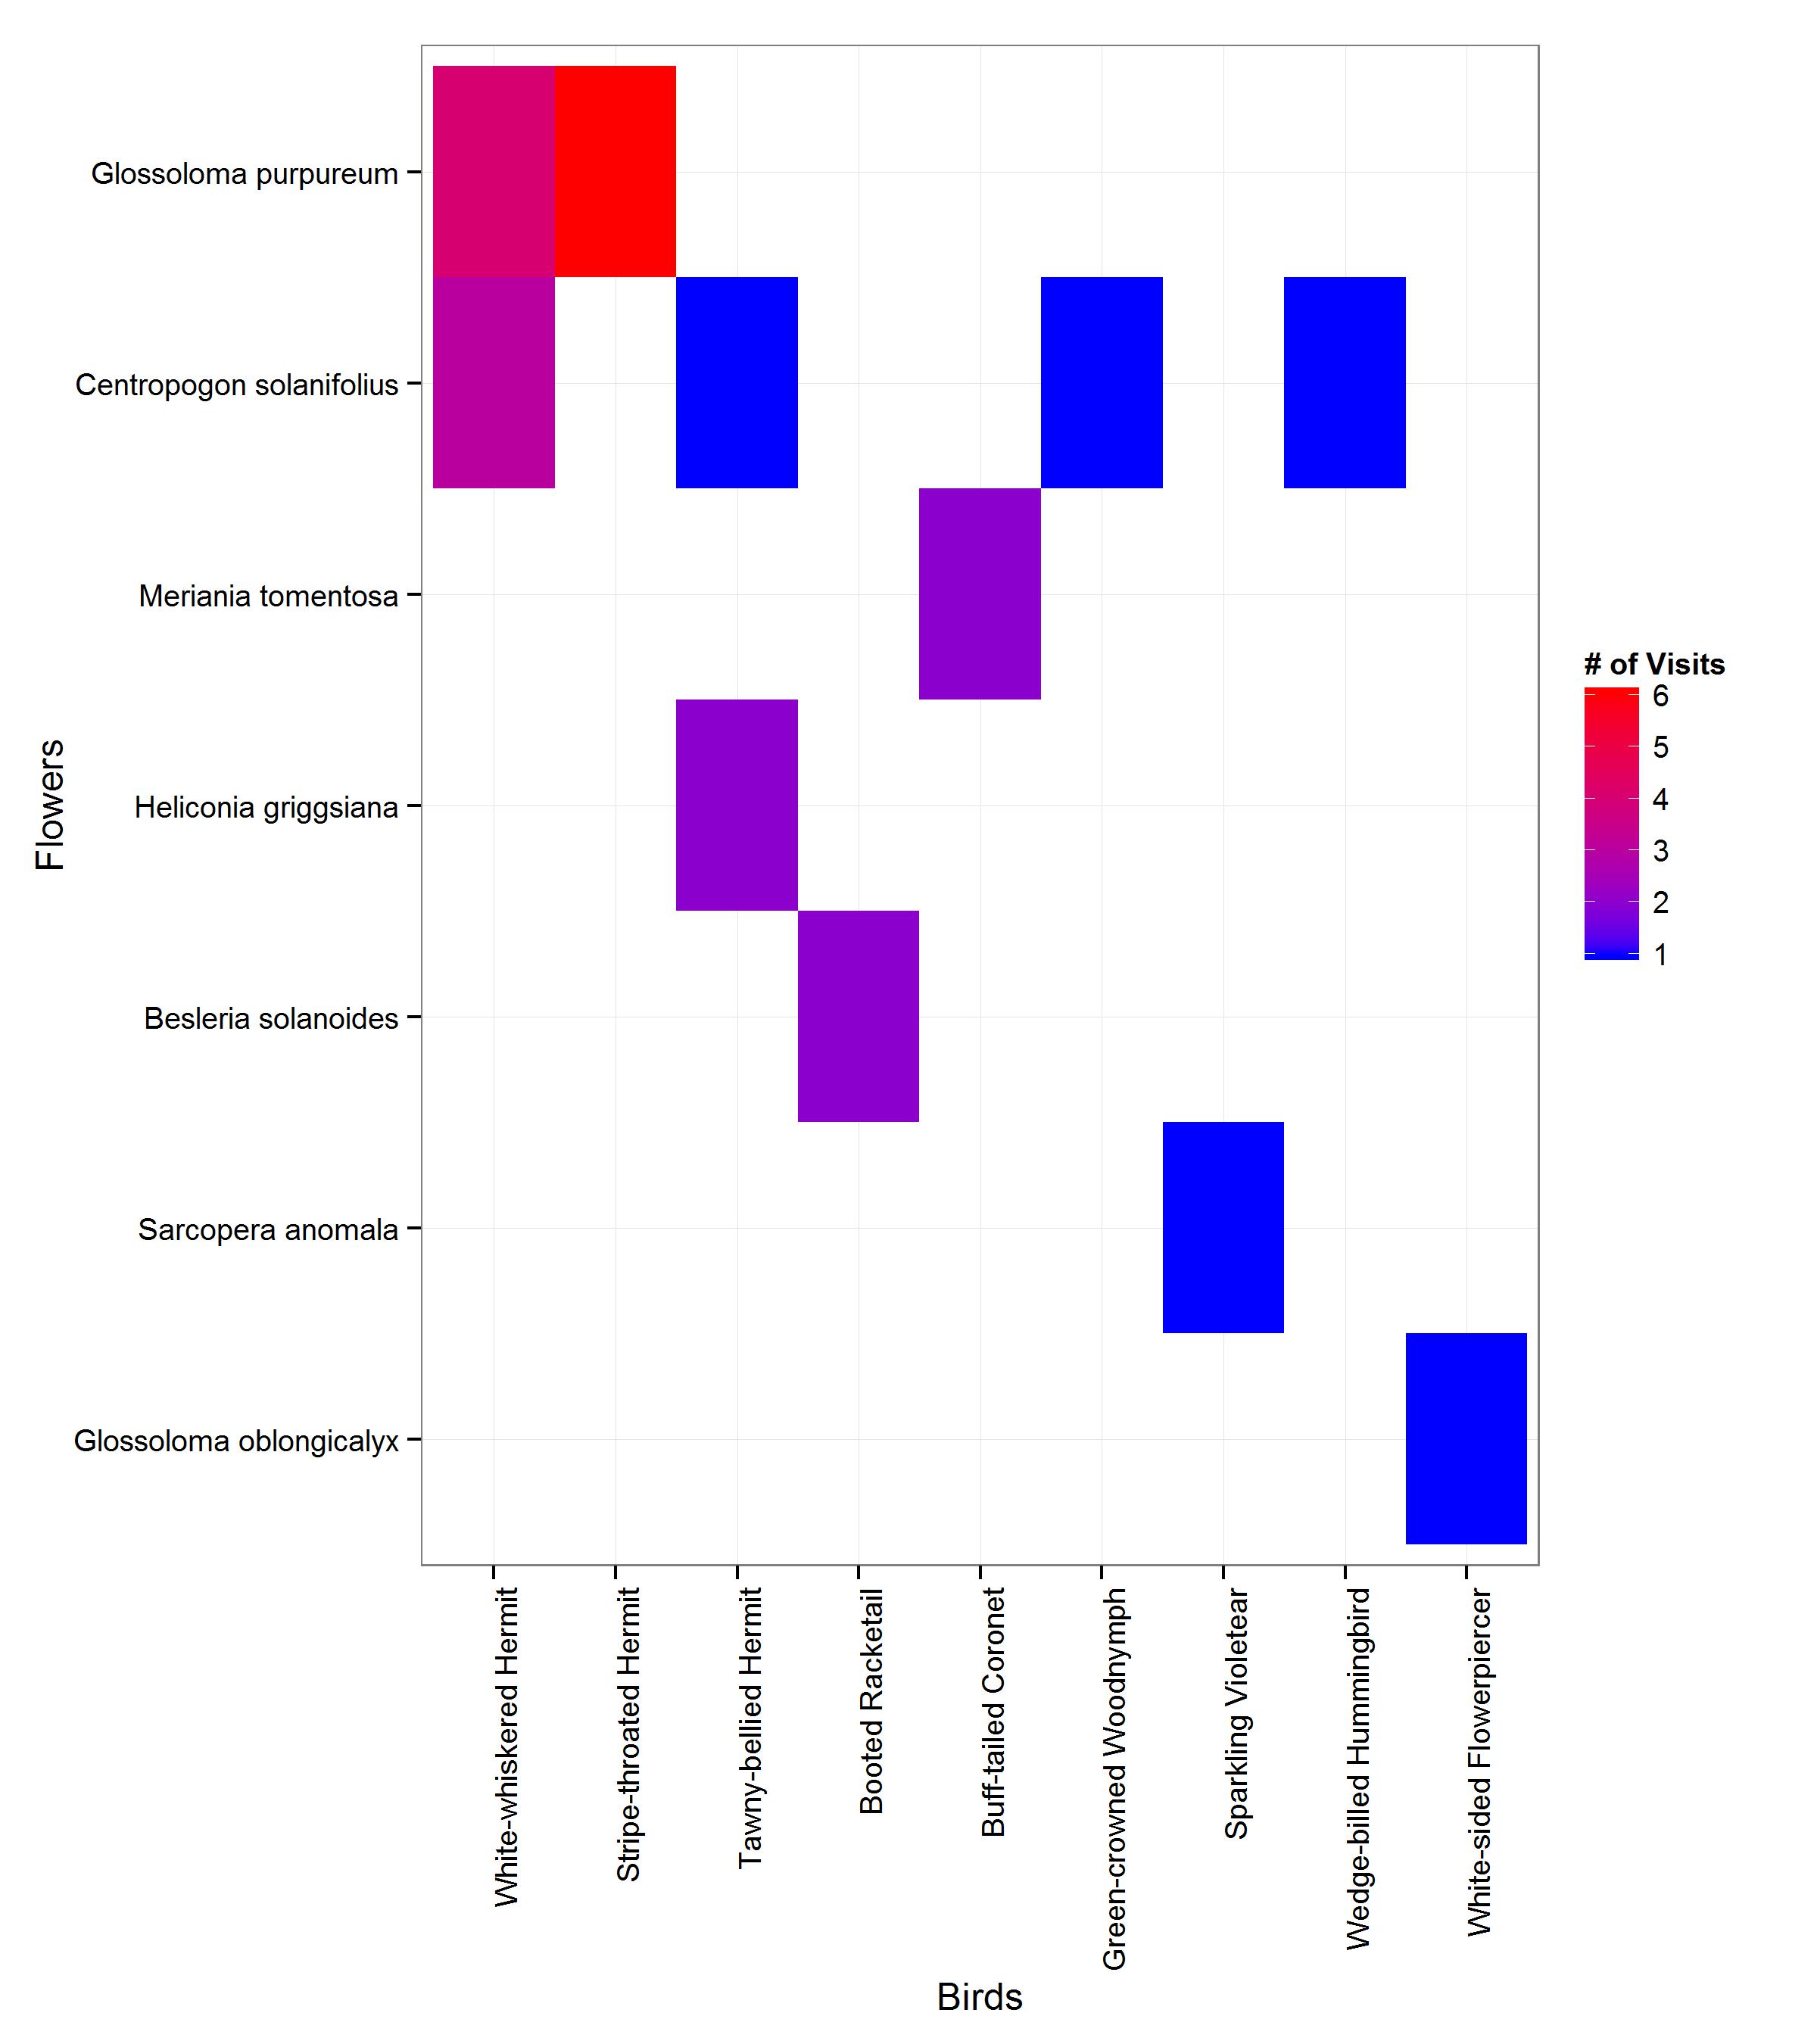 Glossoloma purpureum
Centropogon solanifolius
Meriania tomentosa
Heliconia griggsiana
Besleria solanoides
Sarcopera anomala
Glossoloma oblongicalyx
Flowers
# of Visits
6
5
4
3
2
1
White-whiskered Hermit
Stripe-throated Hermit
Tawny-bellied Hermit
Booted Racketail
Buff-tailed Coronet
Green-crowned Woodnymph
Sparkling Violetear
Wedge-billed Hummingbird
White-sided Flowerpiercer
Birds